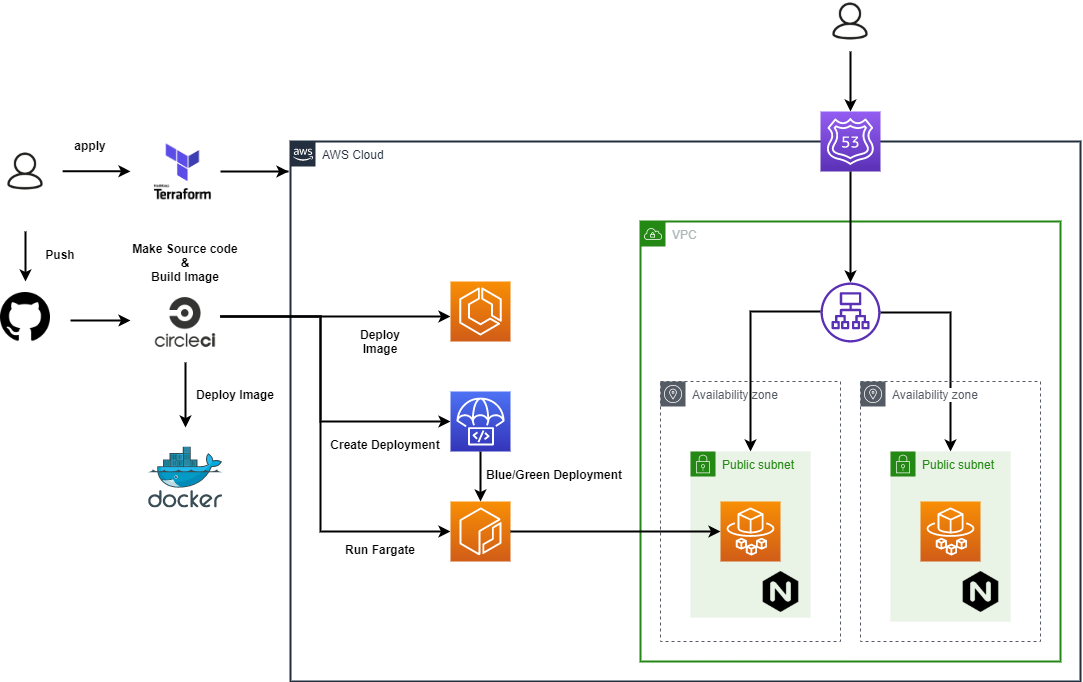 53
apply
aws
AWS Cloud
Terraform
Push
VPC
Make Source code
&
Build Image
circleci
Deploy
Image
Deploy Image
Availability zone
Availability zone
</>
Create Deployment
Blue/Green Deployment
Public subnet
Public subnet
docker
Run Fargate
N
N